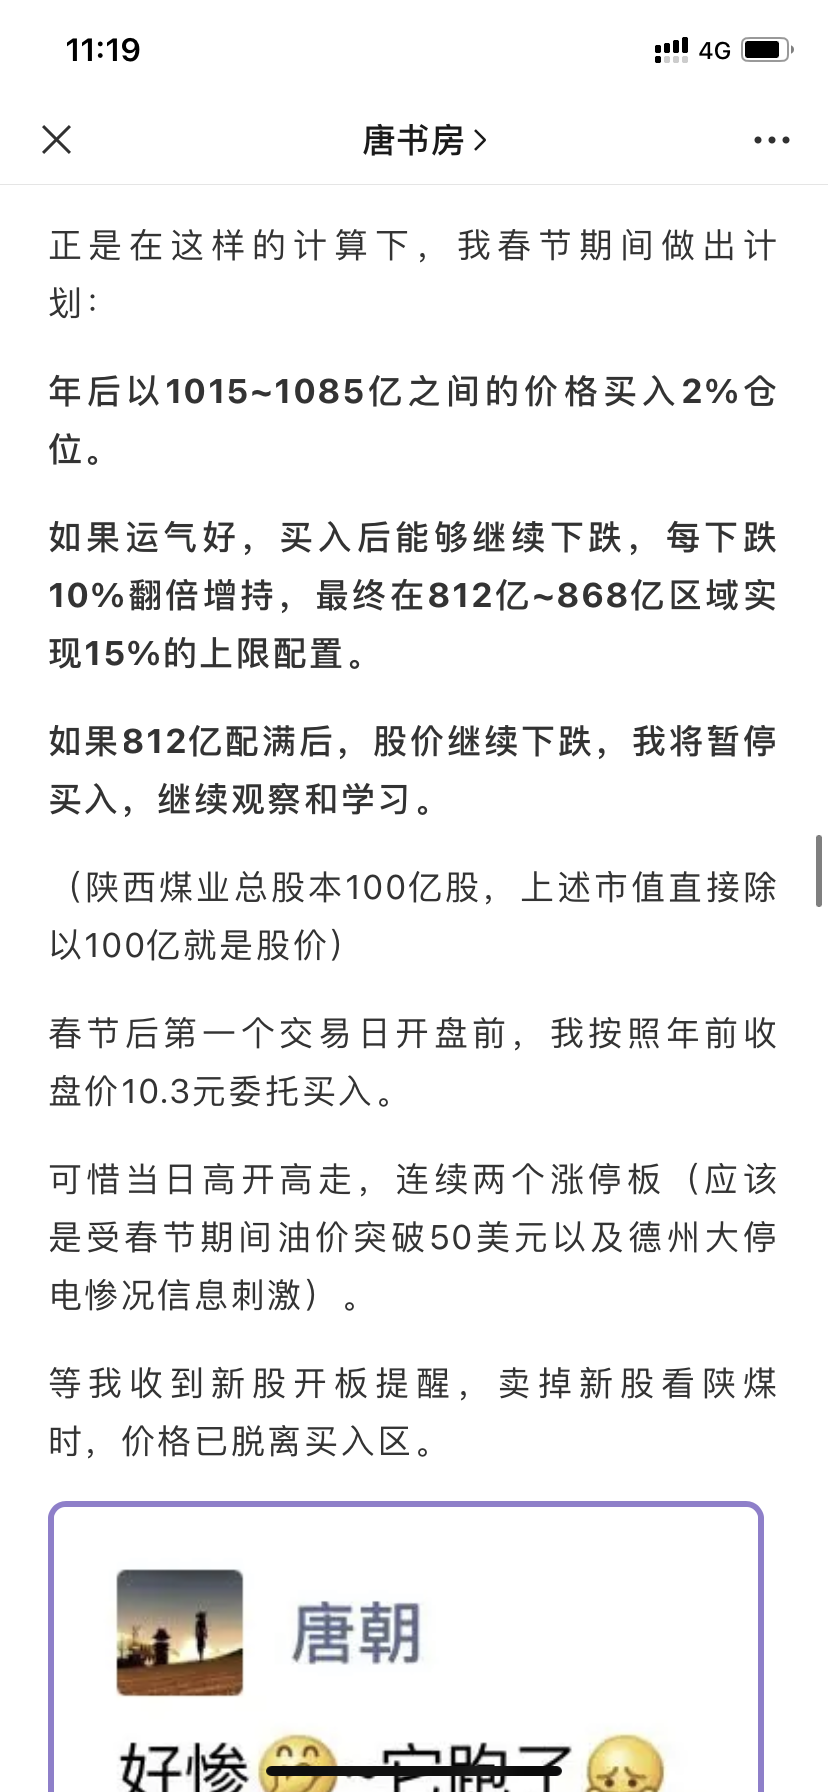 11:19
4G
唐书房
正是在这样的计算下，我春节期间做出计
划：
年后以1015~1085亿之间的价格买入2%仓
位。
如果运气好，买入后能够继续下跌，每下跌
10%翻倍增持，最终在812亿~868亿区域实
现15%的上限配置。
如果812亿配满后，股价继续下跌，我将暂停
买入，继续观察和学习。
（陕西煤业总股本100亿股，上述市值直接除
以100亿就是股价）
春节后第一个交易日开盘前，我按照年前收
盘价10.3元委托买入。
可惜当日高开高走，连续两个涨停板（应该
是受春节期间油价突破50美元以及德州大停
电惨况信息刺激）。
等我收到新股开板提醒，卖掉新股看陕煤
时，价格已脱离买入区。
唐朝
好惨🤭~它跑了🥺